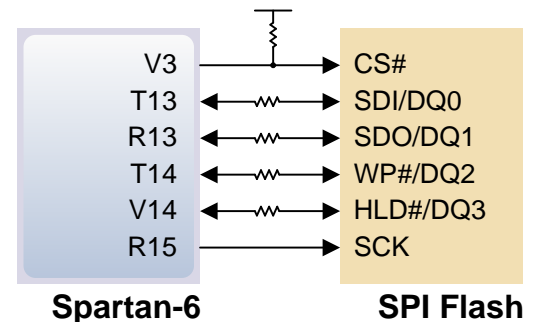 V3 CS#
T13 SDI/DQ0
R13 SDO/DQ1
T14 WP#/DQ2
V14 HLD#/DQ3
R15 SCK
Spartan-6 SPI Flash